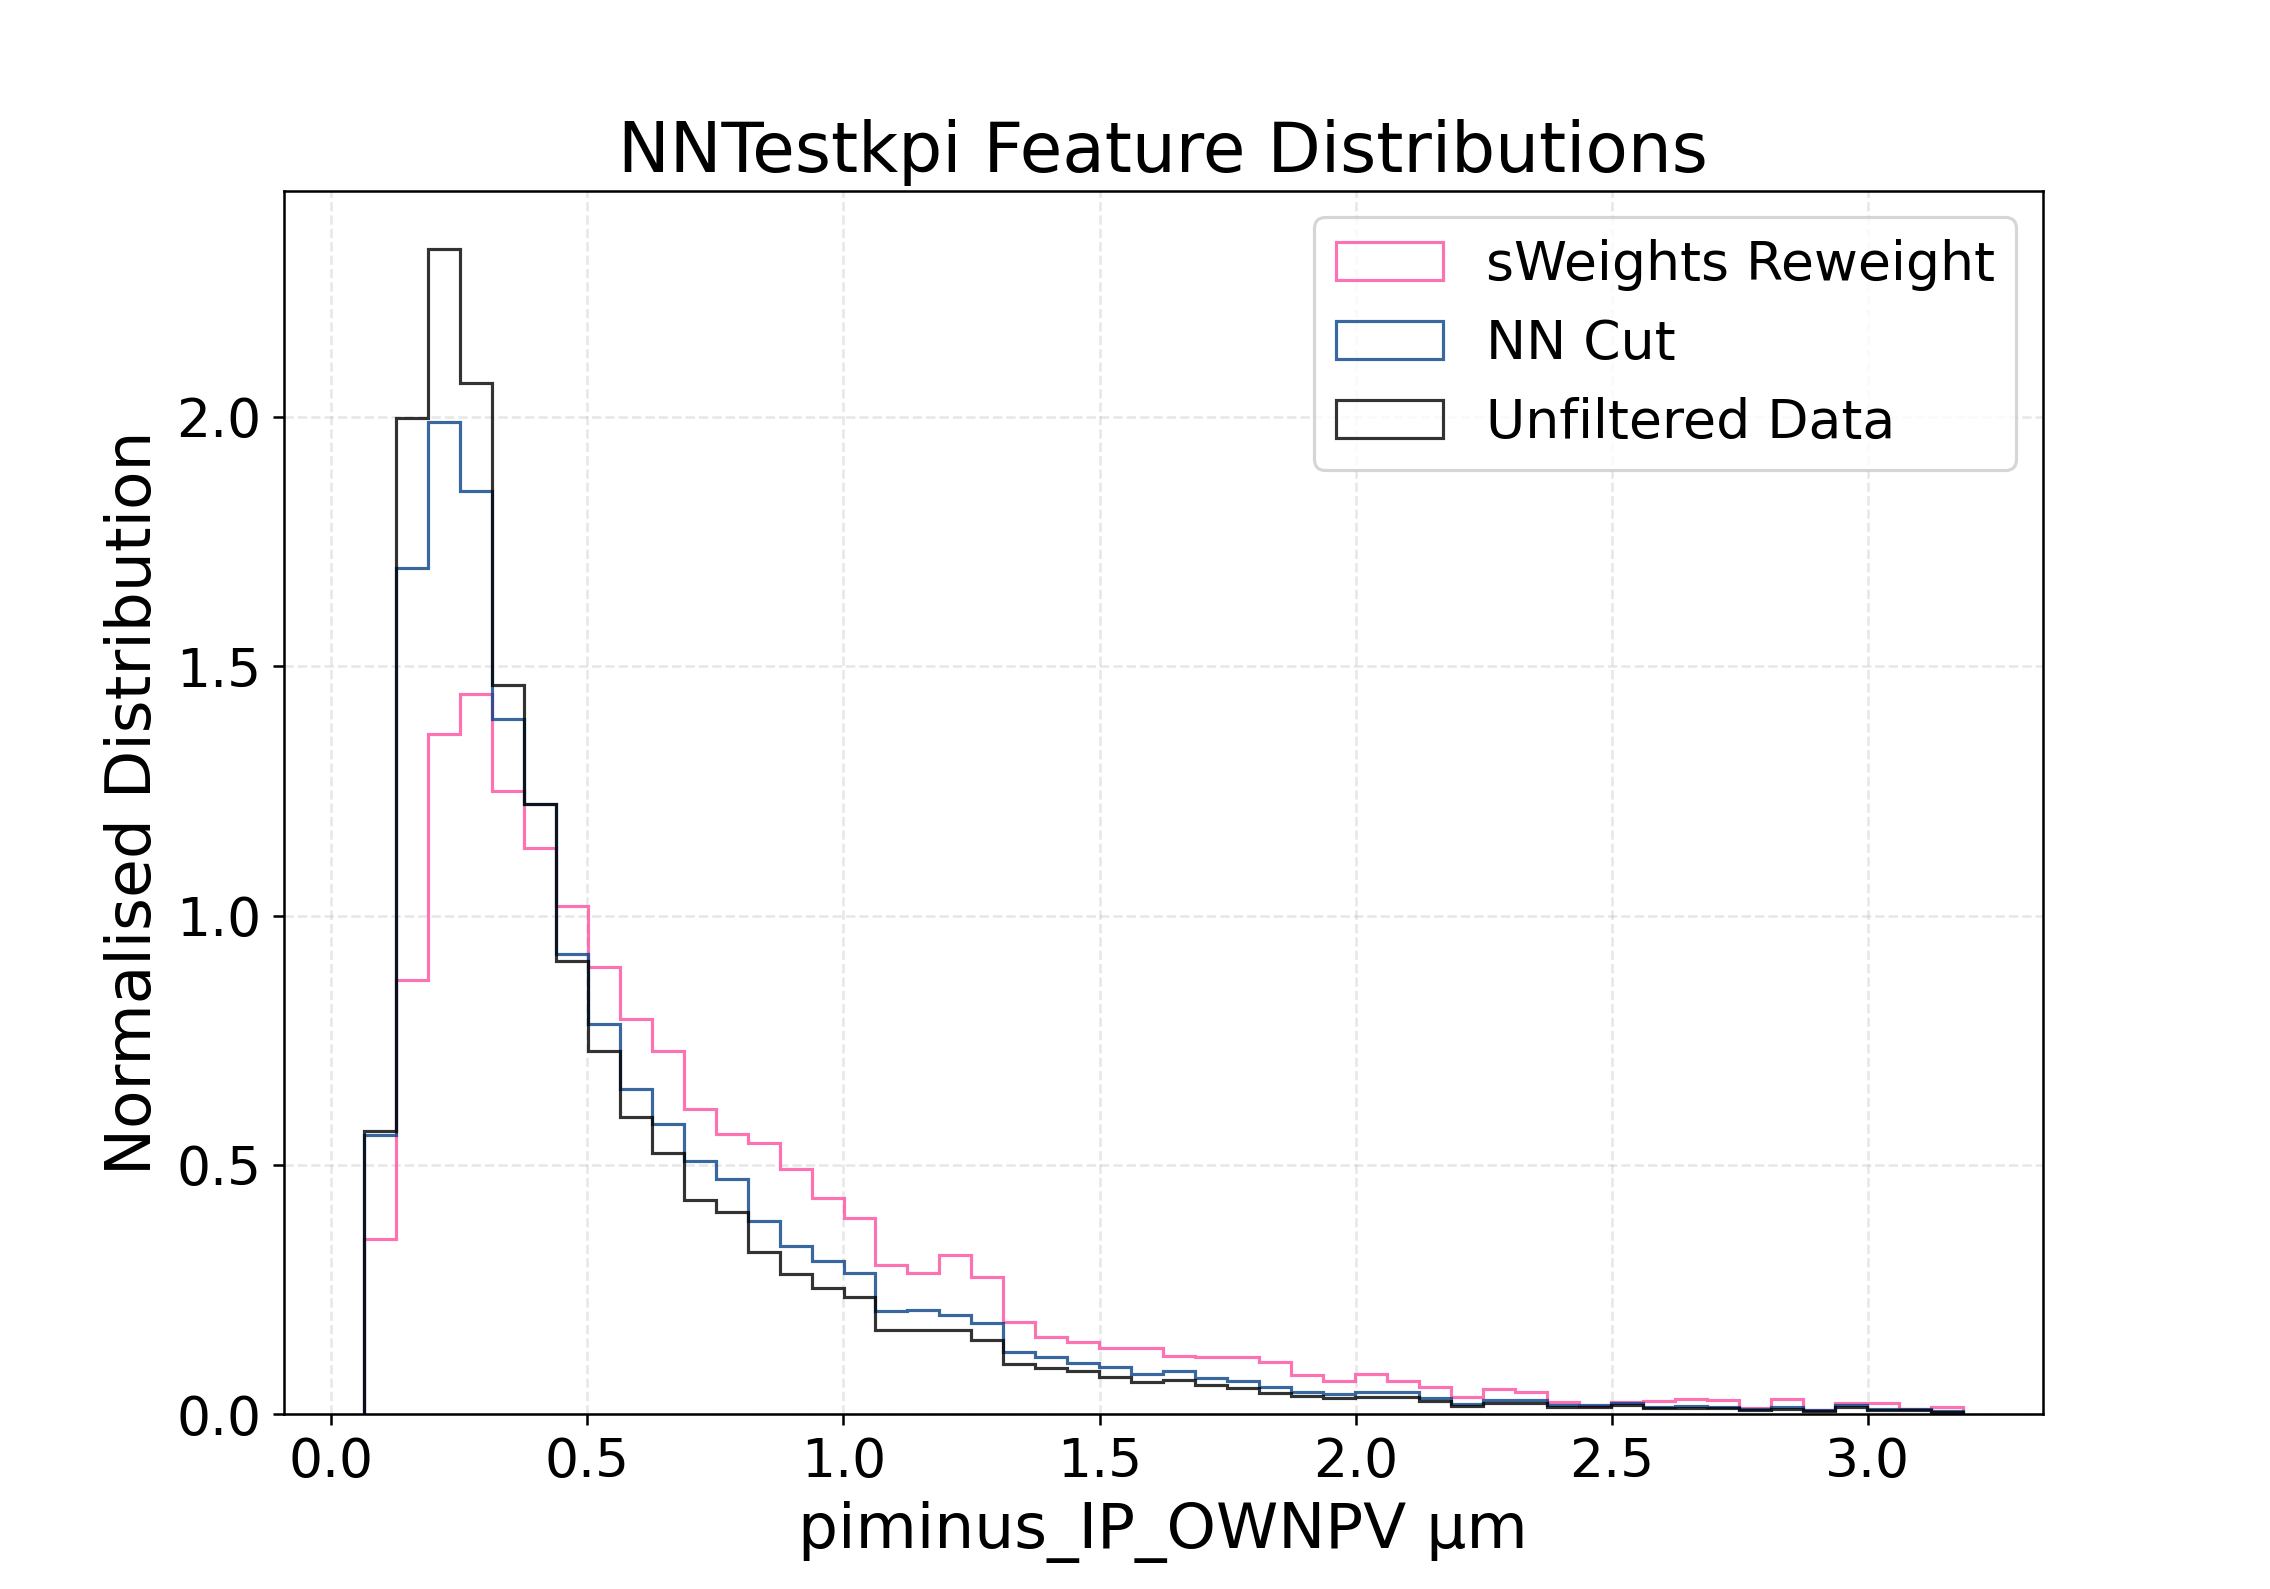 NNTestkpi Feature Distributions
sWeights Reweight
NN Cut
Unfiltered Data
Normalised Distribution
2.0
1.5
1.0
0.5
0.0
0.0 0.5 1.0 1.5 2.0 2.5 3.0
piminus_IP_OWNPV μm